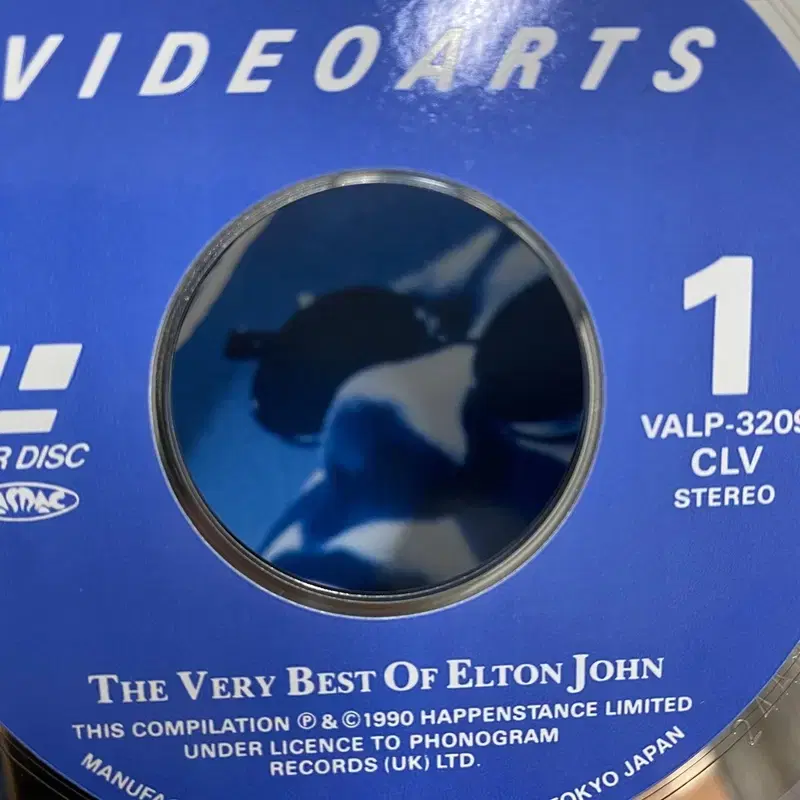 VIDEOARTS
1
DISC
VALP-3209
CLV
STEREO
THE VERY BEST OF ELTON JOHN
THIS COMPILATION Ⓟ & ©1990 HAPPENSTANCE LIMITED
UNDER LICENCE TO PHONOGRAM
RECORDS (UK) LTD.
TOKYO JAPAN